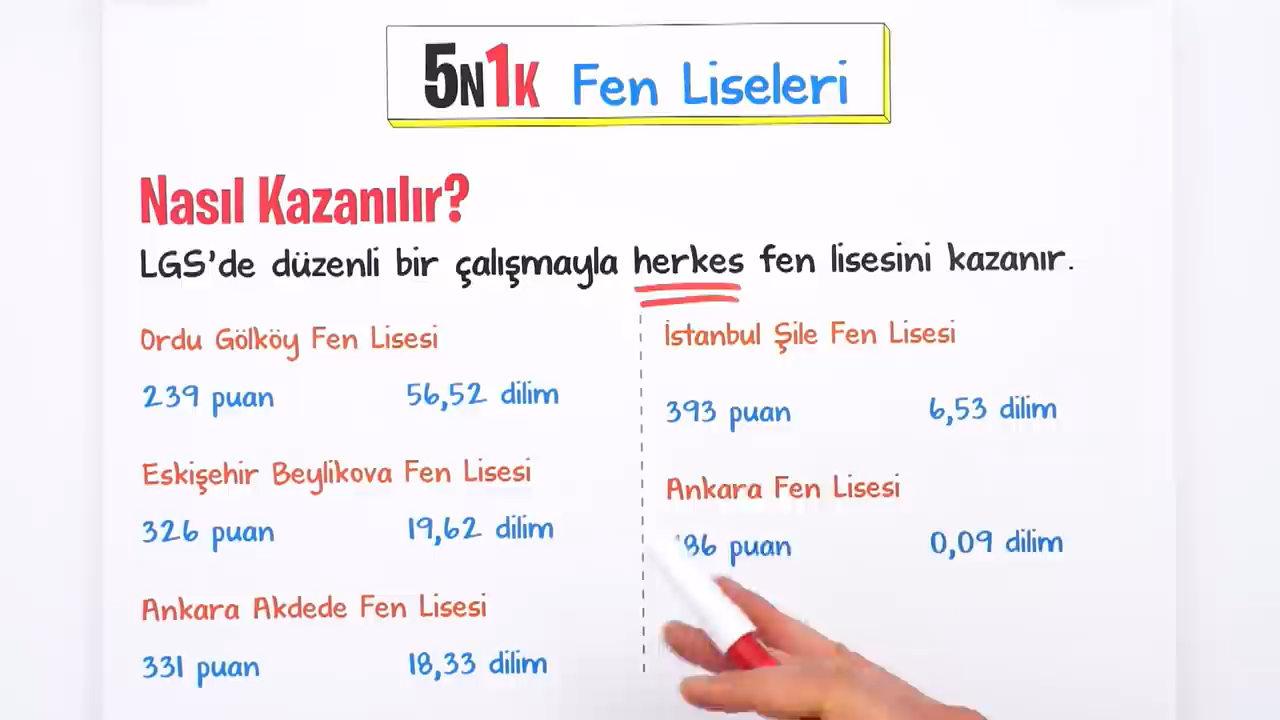 5N1K Fen Liseleri
Nasıl Kazanılır?
LGS'de düzenli bir çalışmayla herkes fen lisesini kazanır.
Ordu Gölköy Fen Lisesi
239 puan 56,52 dilim
Eskişehir Beylikova Fen Lisesi
326 puan 19,62 dilim
Ankara Akdede Fen Lisesi
331 puan 18,33 dilim
İstanbul Şile Fen Lisesi
393 puan 6,53 dilim
Ankara Fen Lisesi
puan 0,09 dilim